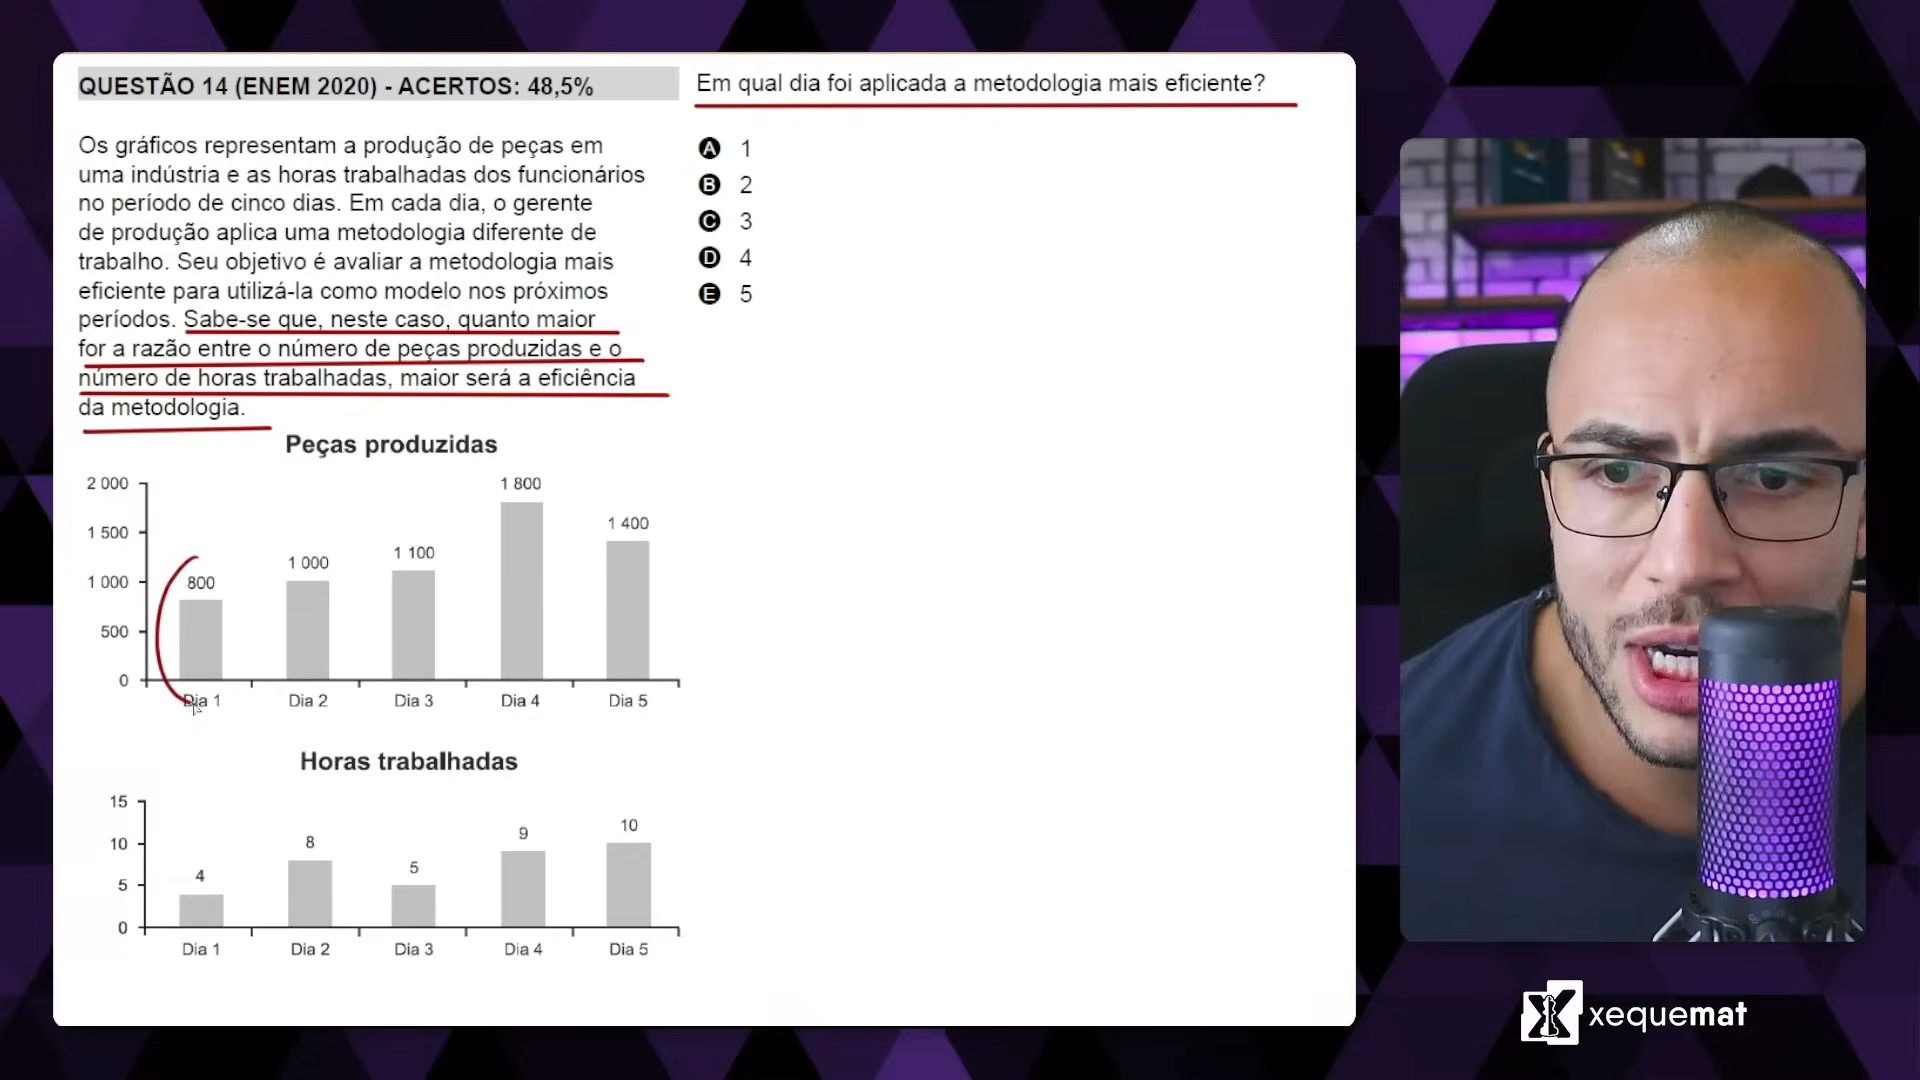 QUESTÃO 14 (ENEM 2020) - ACERTOS: 48,5%
Os gráficos representam a produção de peças em
uma indústria e as horas trabalhadas dos funcionários
no período de cinco dias. Em cada dia, o gerente
de produção aplica uma metodologia diferente de
trabalho. Seu objetivo é avaliar a metodologia mais
eficiente para utilizá-la como modelo nos próximos
períodos. Sabe-se que, neste caso, quanto maior
for a razão entre o número de peças produzidas e o
número de horas trabalhadas, maior será a eficiência
da metodologia.
Peças produzidas
2 000
1 500
1 000
500
0
800
1 000
1 100
1 800
1 400
Dia 1
Dia 2
Dia 3
Dia 4
Dia 5
Horas trabalhadas
15
10
5
0
4
8
5
9
10
Dia 1
Dia 2
Dia 3
Dia 4
Dia 5
Em qual dia foi aplicada a metodologia mais eficiente?
A 1
B 2
C 3
D 4
E 5
xequemat